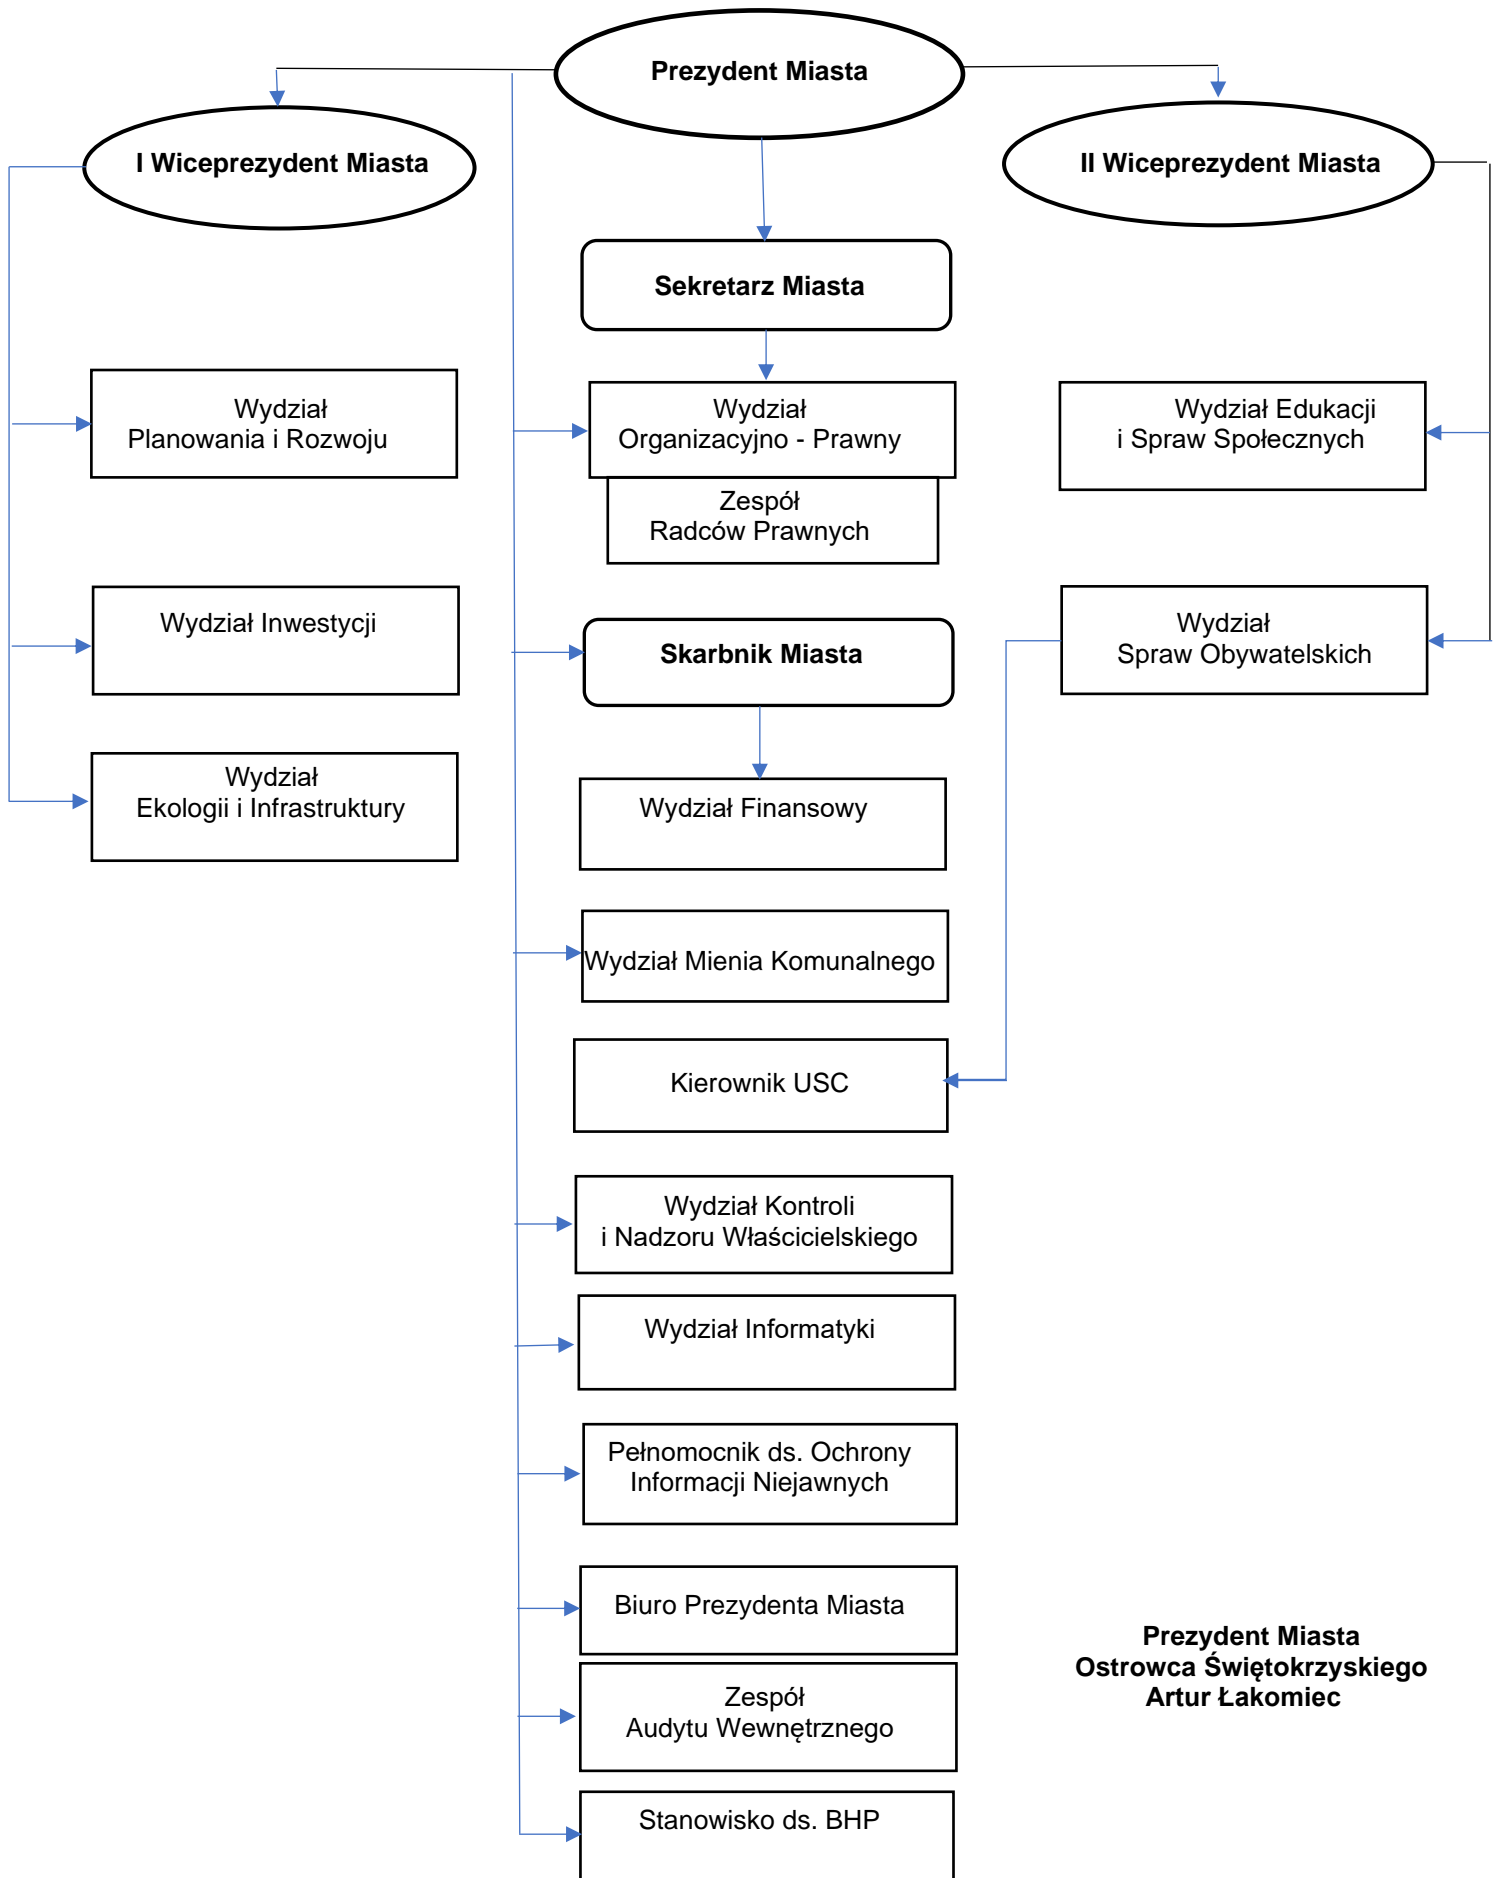 Prezydent Miasta
I Wiceprezydent Miasta
II Wiceprezydent Miasta
Sekretarz Miasta
Wydział
Planowania i Rozwoju
Wydział
Organizacyjno - Prawny
Wydział Edukacji
i Spraw Społecznych
Zespół
Radców Prawnych
Wydział Inwestycji
Skarbnik Miasta
Wydział
Spraw Obywatelskich
Wydział
Ekologii i Infrastruktury
Wydział Finansowy
Wydział Mienia Komunalnego
Kierownik USC
Wydział Kontroli
i Nadzoru Właścicielskiego
Wydział Informatyki
Pełnomocnik ds. Ochrony
Informacji Niejawnych
Biuro Prezydenta Miasta
Prezydent Miasta
Ostrowca Świętokrzyskiego
Artur Łakomiec
Zespół
Audytu Wewnętrznego
Stanowisko ds. BHP